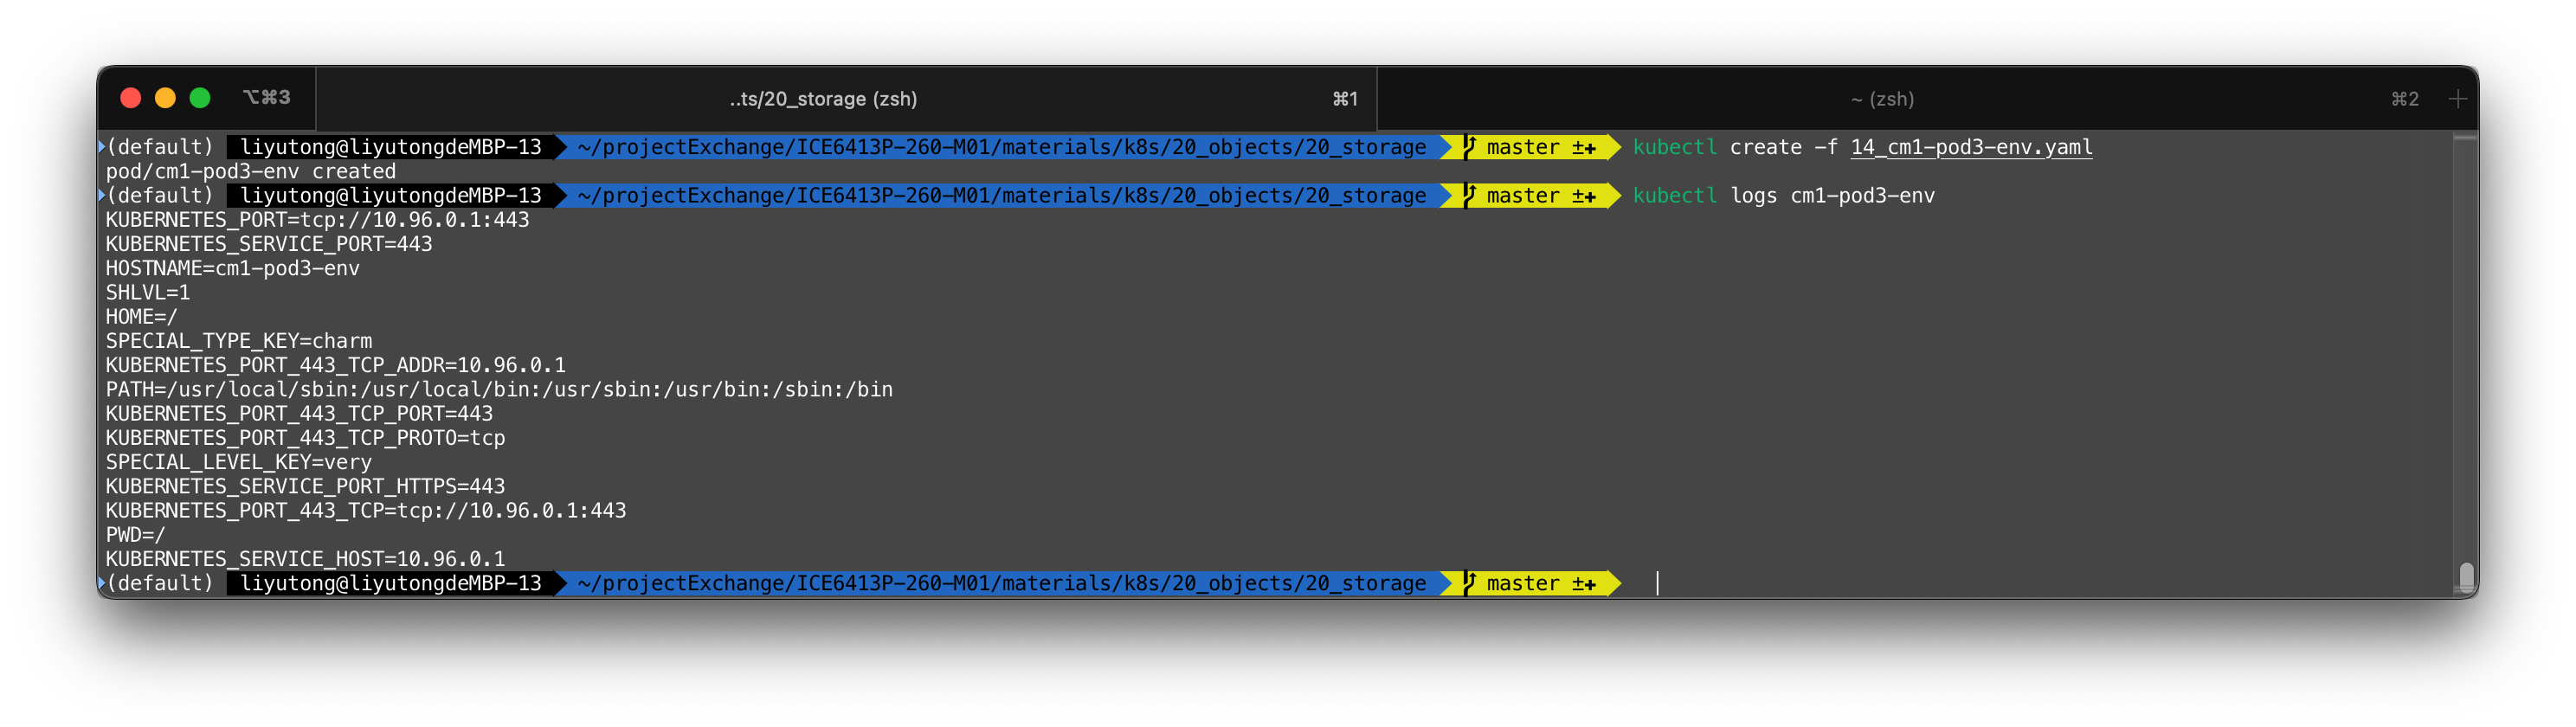 ⌥⌘3 ..ts/20_storage (zsh) ⌘1 ~ (zsh) ⌘2
(default) liyutong@liyutongdeMBP-13 ~/projectExchange/ICE6413P-260-M01/materials/k8s/20_objects/20_storage master ±✚ kubectl create -f 14_cm1-pod3-env.yaml
pod/cm1-pod3-env created
(default) liyutong@liyutongdeMBP-13 ~/projectExchange/ICE6413P-260-M01/materials/k8s/20_objects/20_storage master ±✚ kubectl logs cm1-pod3-env
KUBERNETES_PORT=tcp://10.96.0.1:443
KUBERNETES_SERVICE_PORT=443
HOSTNAME=cm1-pod3-env
SHLVL=1
HOME=/
SPECIAL_TYPE_KEY=charm
KUBERNETES_PORT_443_TCP_ADDR=10.96.0.1
PATH=/usr/local/sbin:/usr/local/bin:/usr/sbin:/usr/bin:/sbin:/bin
KUBERNETES_PORT_443_TCP_PORT=443
KUBERNETES_PORT_443_TCP_PROTO=tcp
SPECIAL_LEVEL_KEY=very
KUBERNETES_SERVICE_PORT_HTTPS=443
KUBERNETES_PORT_443_TCP=tcp://10.96.0.1:443
PWD=/
KUBERNETES_SERVICE_HOST=10.96.0.1
(default) liyutong@liyutongdeMBP-13 ~/projectExchange/ICE6413P-260-M01/materials/k8s/20_objects/20_storage master ±✚